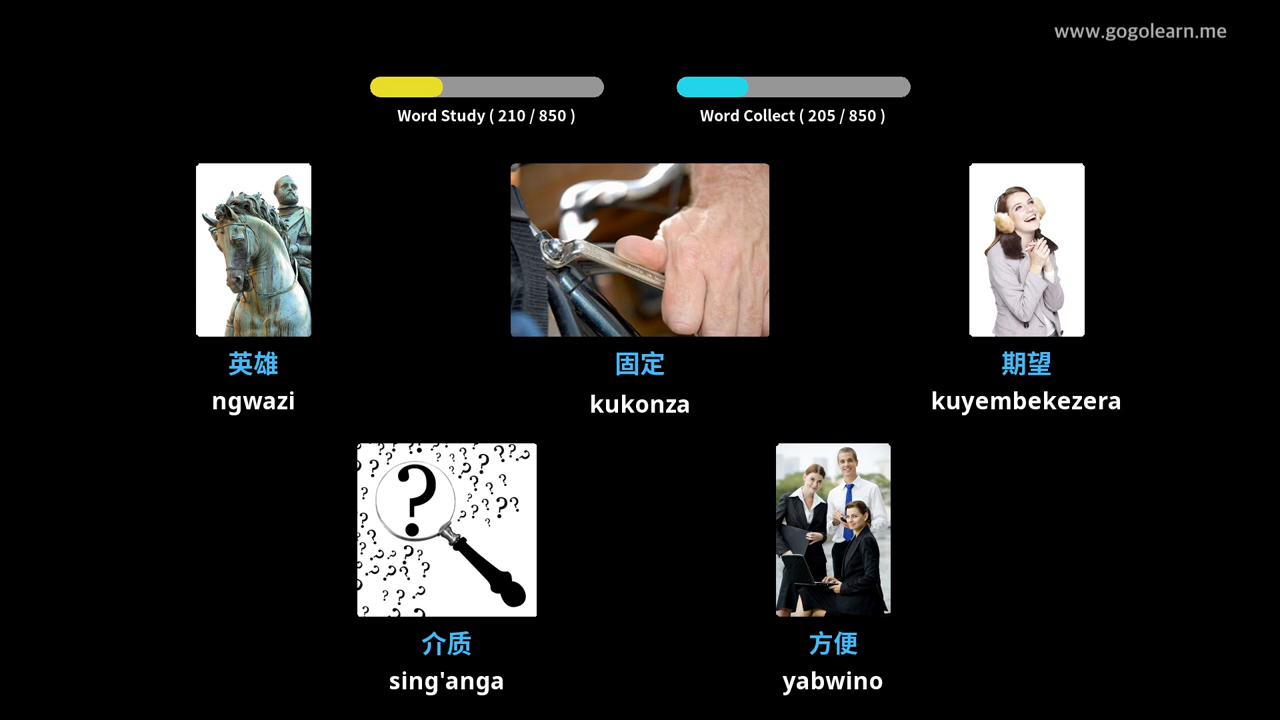 www.gogolearn.me
Word Study ( 210 / 850 )
Word Collect ( 205 / 850 )
英雄
ngwazi
固定
kukonza
期望
kuyembekezera
介质
sing'anga
方便
yabwino